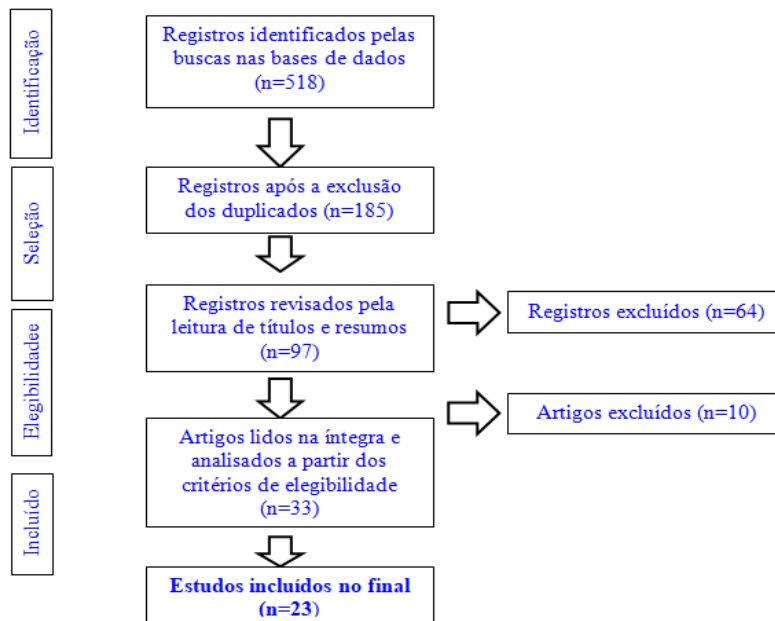 Identificação
Registros identificados pelas
buscas nas bases de dados
(n=518)
Seleção
Registros após a exclusão
dos duplicados (n=185)
Registros revisados pela
leitura de títulos e resumos
(n=97)
Registros excluídos (n=64)
Elegibilidadee
Artigos excluídos (n=10)
Artigos lidos na íntegra e
analisados a partir dos
critérios de elegibilidade
(n=33)
Incluído
Estudos incluídos no final
(n=23)